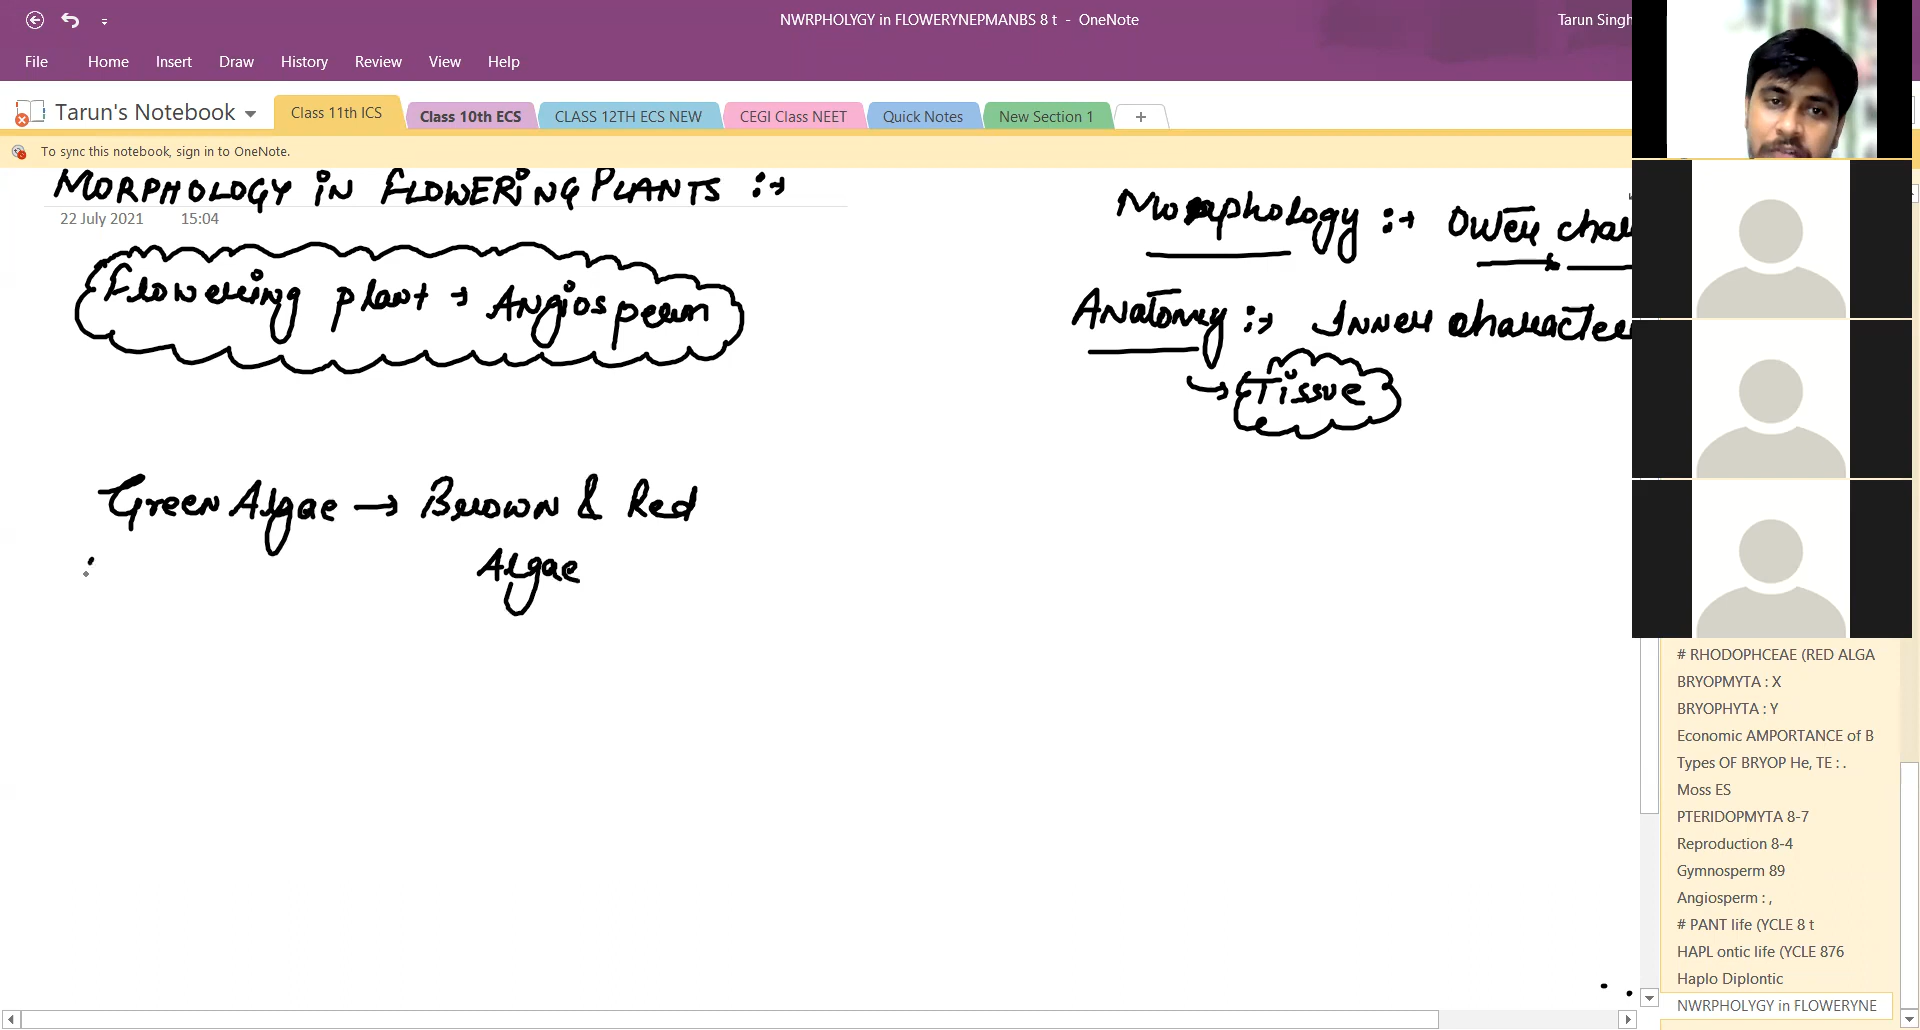 NWRPHOLYGY in FLOWERYNEPMANBS 8 t - OneNote
Tarun Singh
File Home Insert Draw History Review View Help
Tarun's Notebook
Class 11th ICS
Class 10th ECS
CLASS 12TH ECS NEW
CEGI Class NEET
Quick Notes
New Section 1
+
To sync this notebook, sign in to OneNote.
MORPHOLOGY in FLOWERING PLANTS :→
22 July 2021 15:04
Flowering plant → Angiosperm
Green Algae → Brown & Red
Algae
Morphology :→ Outer cha
Anatomy :→ Inner character
↳ Tissue
# RHODOPHCEAE (RED ALGA
BRYOPMYTA : X
BRYOPHYTA : Y
Economic AMPORTANCE of B
Types OF BRYOP He, TE : .
Moss ES
PTERIDOPMYTA 8-7
Reproduction 8-4
Gymnosperm 89
Angiosperm : ,
# PANT life (YCLE 8 t
HAPL ontic life (YCLE 876
Haplo Diplontic
NWRPHOLYGY in FLOWERYNE